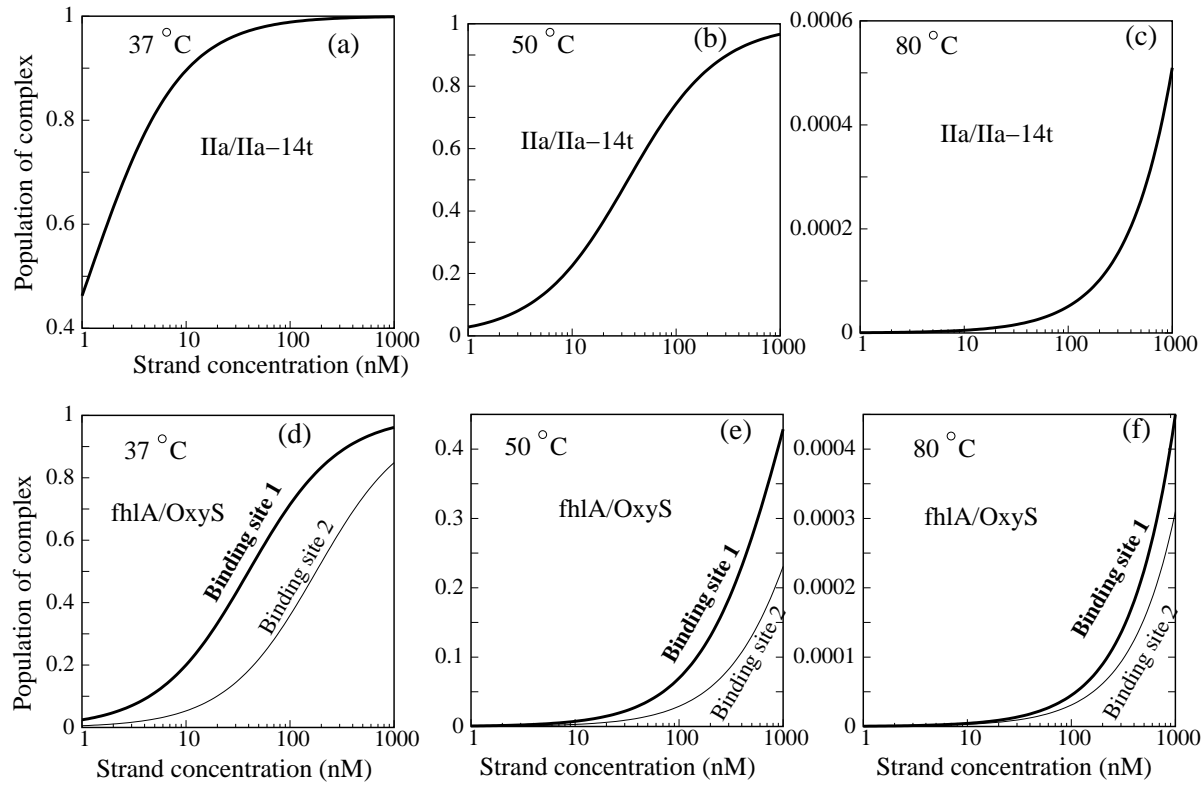 Population of complex
1
0.8
0.6
0.4
37 °C
(a)
IIa/IIa–14t
1
10
100
1000
Strand concentration (nM)
1
0.8
0.6
0.4
0.2
0
50 °C
(b)
IIa/IIa–14t
1
10
100
1000
0.0006
0.0004
0.0002
0
80 °C
(c)
IIa/IIa–14t
1
10
100
1000
Population of complex
1
0.8
0.6
0.4
0.2
0
37 °C
(d)
fhlA/OxyS
Binding site 1
Binding site 2
1
10
100
1000
Strand concentration (nM)
0.4
0.3
0.2
0.1
0
50 °C
(e)
fhlA/OxyS
Binding site 1
Binding site 2
1
10
100
1000
Strand concentration (nM)
0.0004
0.0003
0.0002
0.0001
0
80 °C
(f)
fhlA/OxyS
Binding site 1
Binding site 2
1
10
100
1000
Strand concentration (nM)